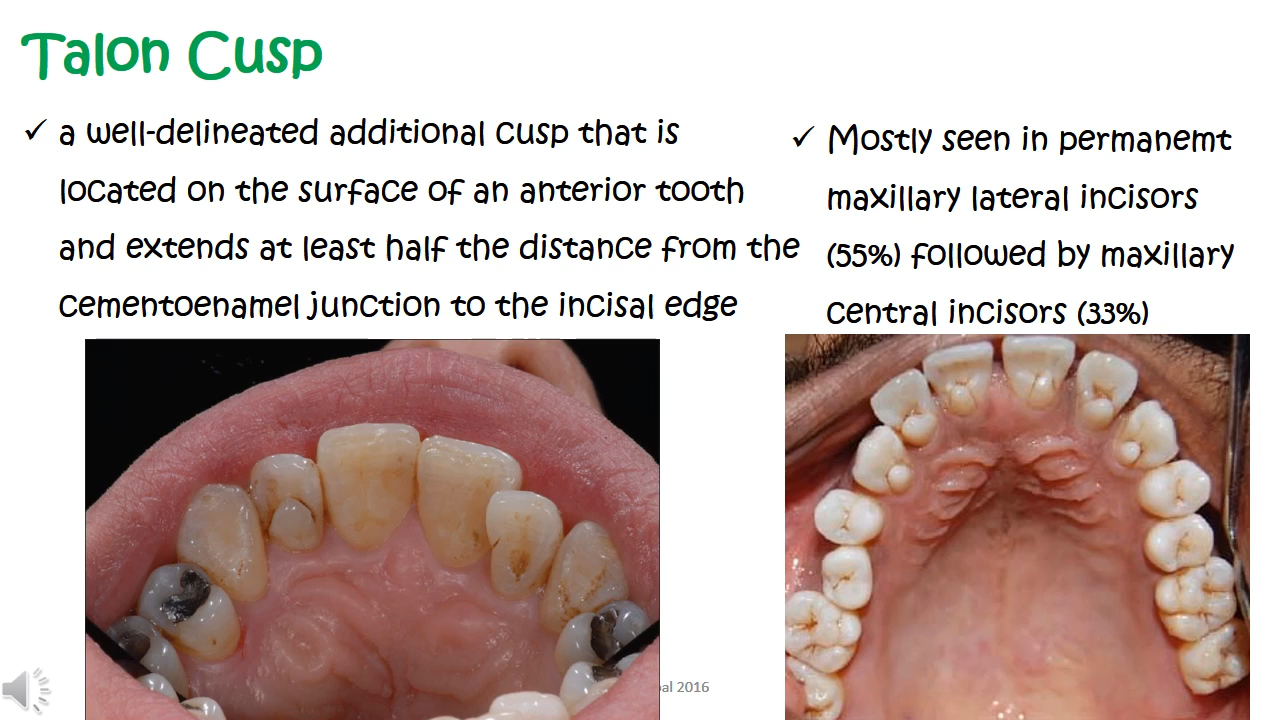 Talon Cusp
✓ a well-delineated additional cusp that is
located on the surface of an anterior tooth
and extends at least half the distance from the
cementoenamel junction to the incisal edge
✓ Mostly seen in permanemt
maxillary lateral incisors
(55%) followed by maxillary
central incisors (33%)
2016